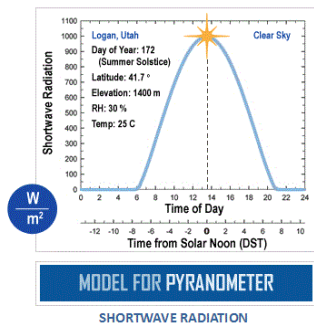 1100
1000
900
800
700
600
500
400
300
200
100
0
Shortwave Radiation
Logan, Utah
Clear Sky
Day of Year: 172
(Summer Solstice)
Latitude: 41.7 °
Elevation: 1400 m
RH: 30 %
Temp: 25 C
0 2 4 6 8 10 12 14 16 18 20 22 24
Time of Day
W
m²
-12 -10 -8 -6 -4 -2 0 2 4 6 8 10
Time from Solar Noon (DST)
MODEL FOR PYRANOMETER
SHORTWAVE RADIATION